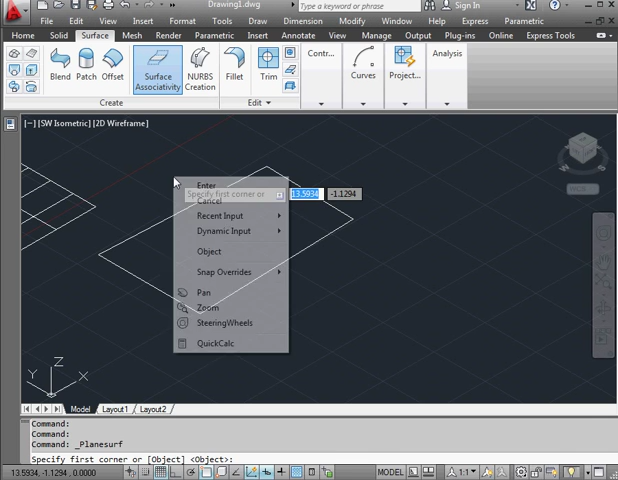 Drawing1.dwg
Type a keyword or phrase
Sign In
File Edit View Insert Format Tools Draw Dimension Modify Window
Help Express Parametric
Home Solid Surface Mesh Render Parametric Insert Annotate View Manage Output Plug-ins Online Express Tools
Blend Patch Offset Surface Associativity NURBS Creation Fillet Trim Contr... Curves Project... Analysis
Create Edit
[−] [SW Isometric] [2D Wireframe]
Enter
Specify first corner or 13.5934 -1.1294
Cancel
Recent Input
Dynamic Input
Object
Snap Overrides
Pan
Zoom
SteeringWheels
QuickCalc
Z
Y X
Model Layout1 Layout2
Command:
Command:
Command: _Planesurf
Specify first corner or [Object] <Object>:
13.5934, -1.1294 , 0.0000 MODEL 1:1